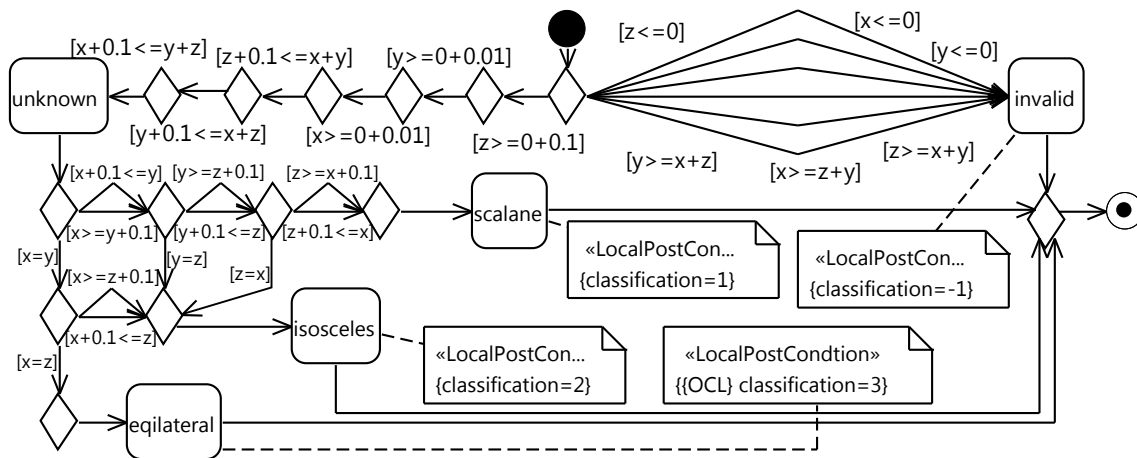 [z<=0]
[x<=0]
[x+0.1<=y+z]
[z+0.1<=x+y]
[y>=0+0.01]
[y<=0]
unknown
invalid
[y+0.1<=x+z]
[x>=0+0.01]
[z>=0+0.1]
[y>=x+z]
[x>=z+y]
[z>=x+y]
[x+0.1<=y]
[y>=z+0.1]
[z>=x+0.1]
scalane
[x>=y+0.1]
[y+0.1<=z]
[z+0.1<=x]
[x=y]
[x>=z+0.1]
[y=z]
[z=x]
«LocalPostCon...
{classification=1}
«LocalPostCon...
{classification=-1}
[x+0.1<=z]
isosceles
[x=z]
«LocalPostCon...
{classification=2}
«LocalPostCondtion»
{{OCL} classification=3}
eqilateral